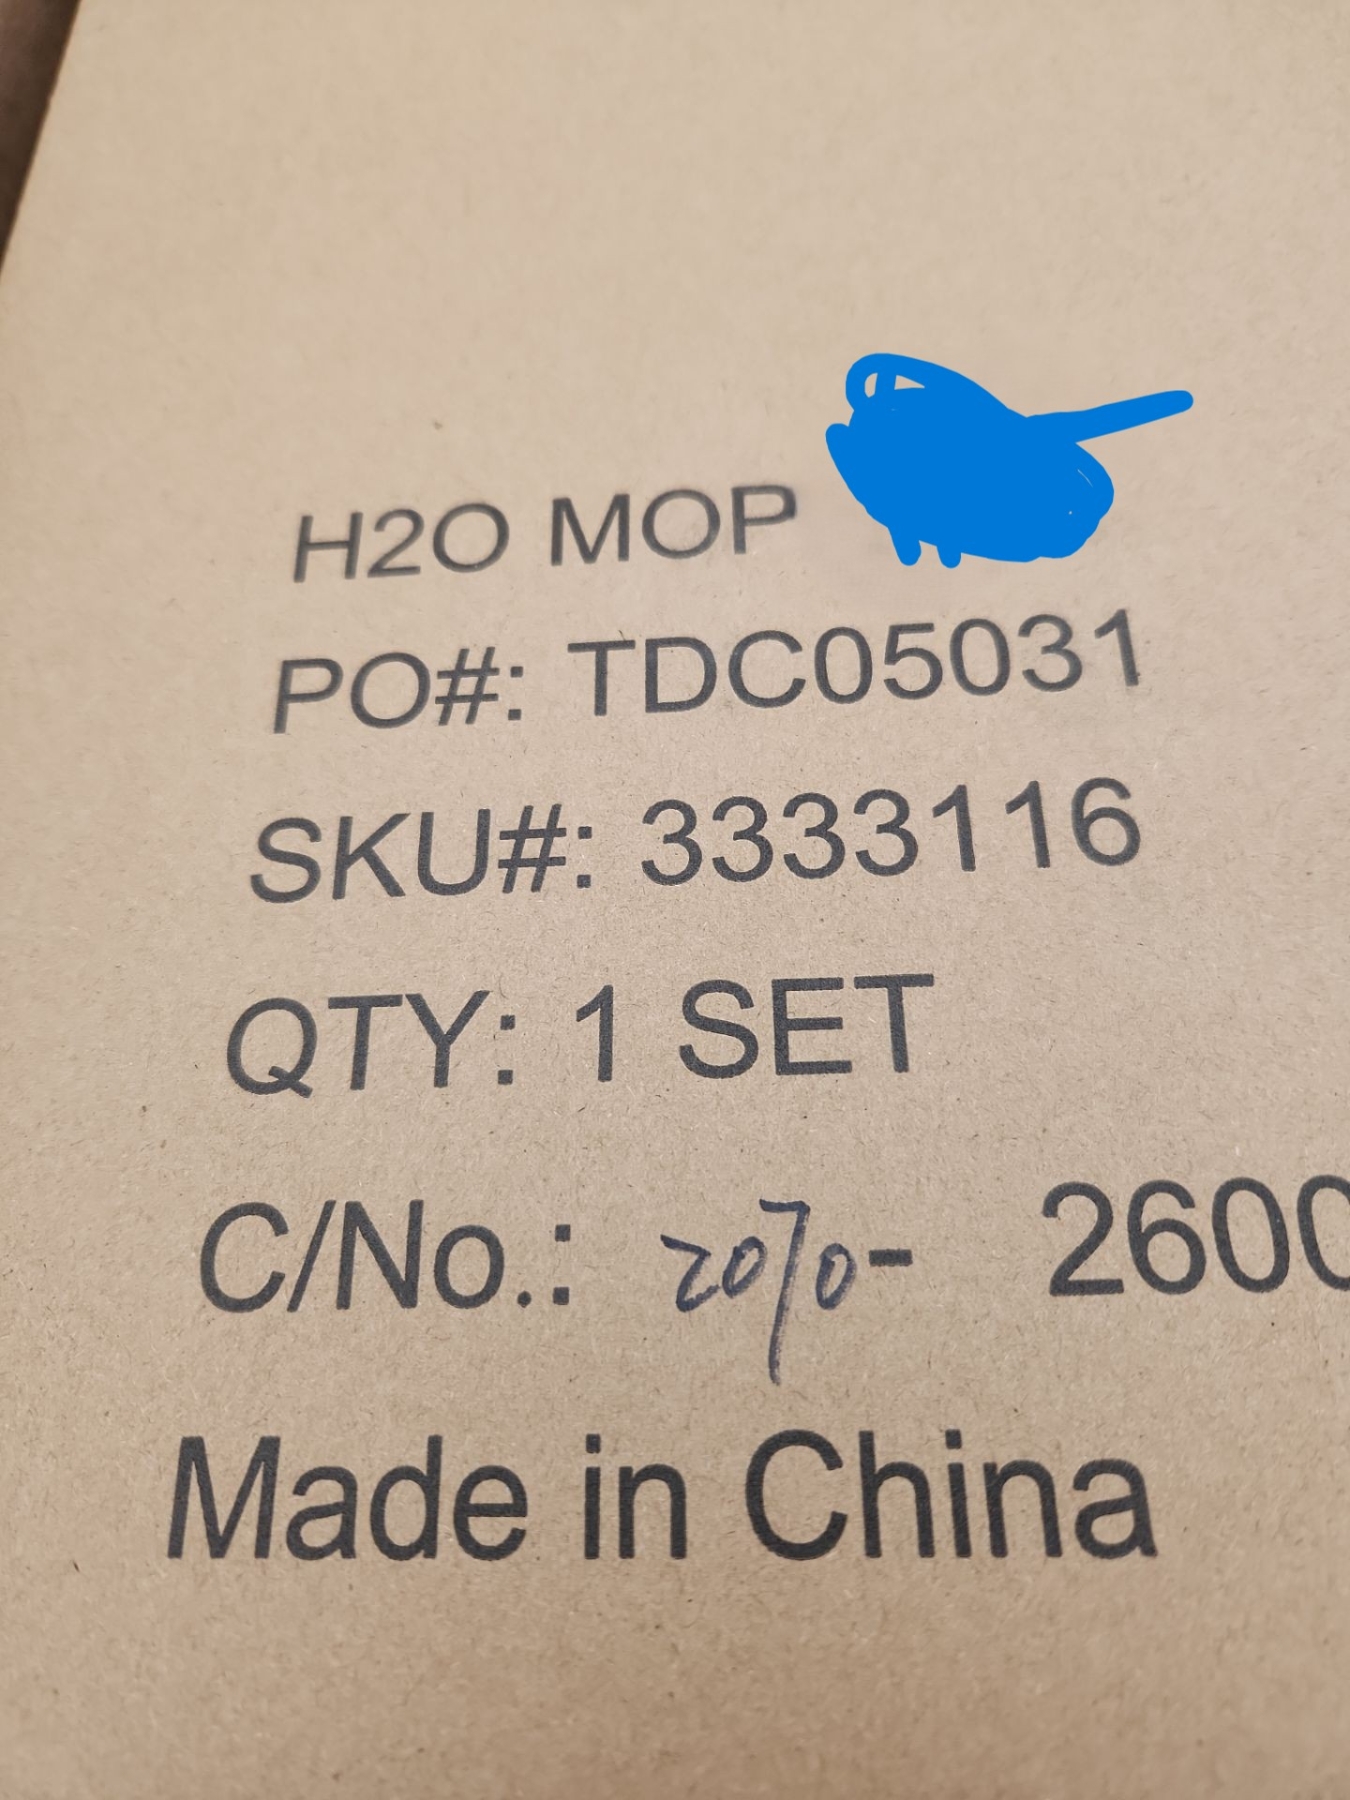 H2O MOP
PO#: TDC05031
SKU#: 3333116
QTY: 1 SET
C/No.: 2070- 2600
Made in China